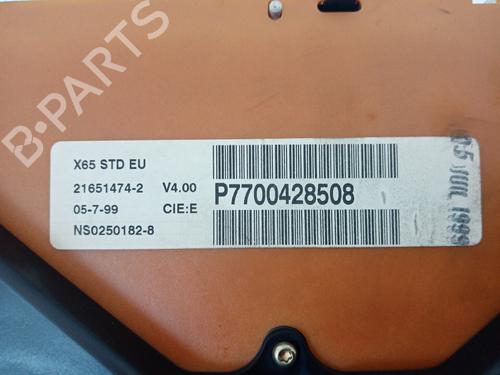 B-PARTS
X65 STD EU
21651474-2 V4.00
05-7-99 CIE:E
NS0250182-8
P7700428508
05 JUIL 1999